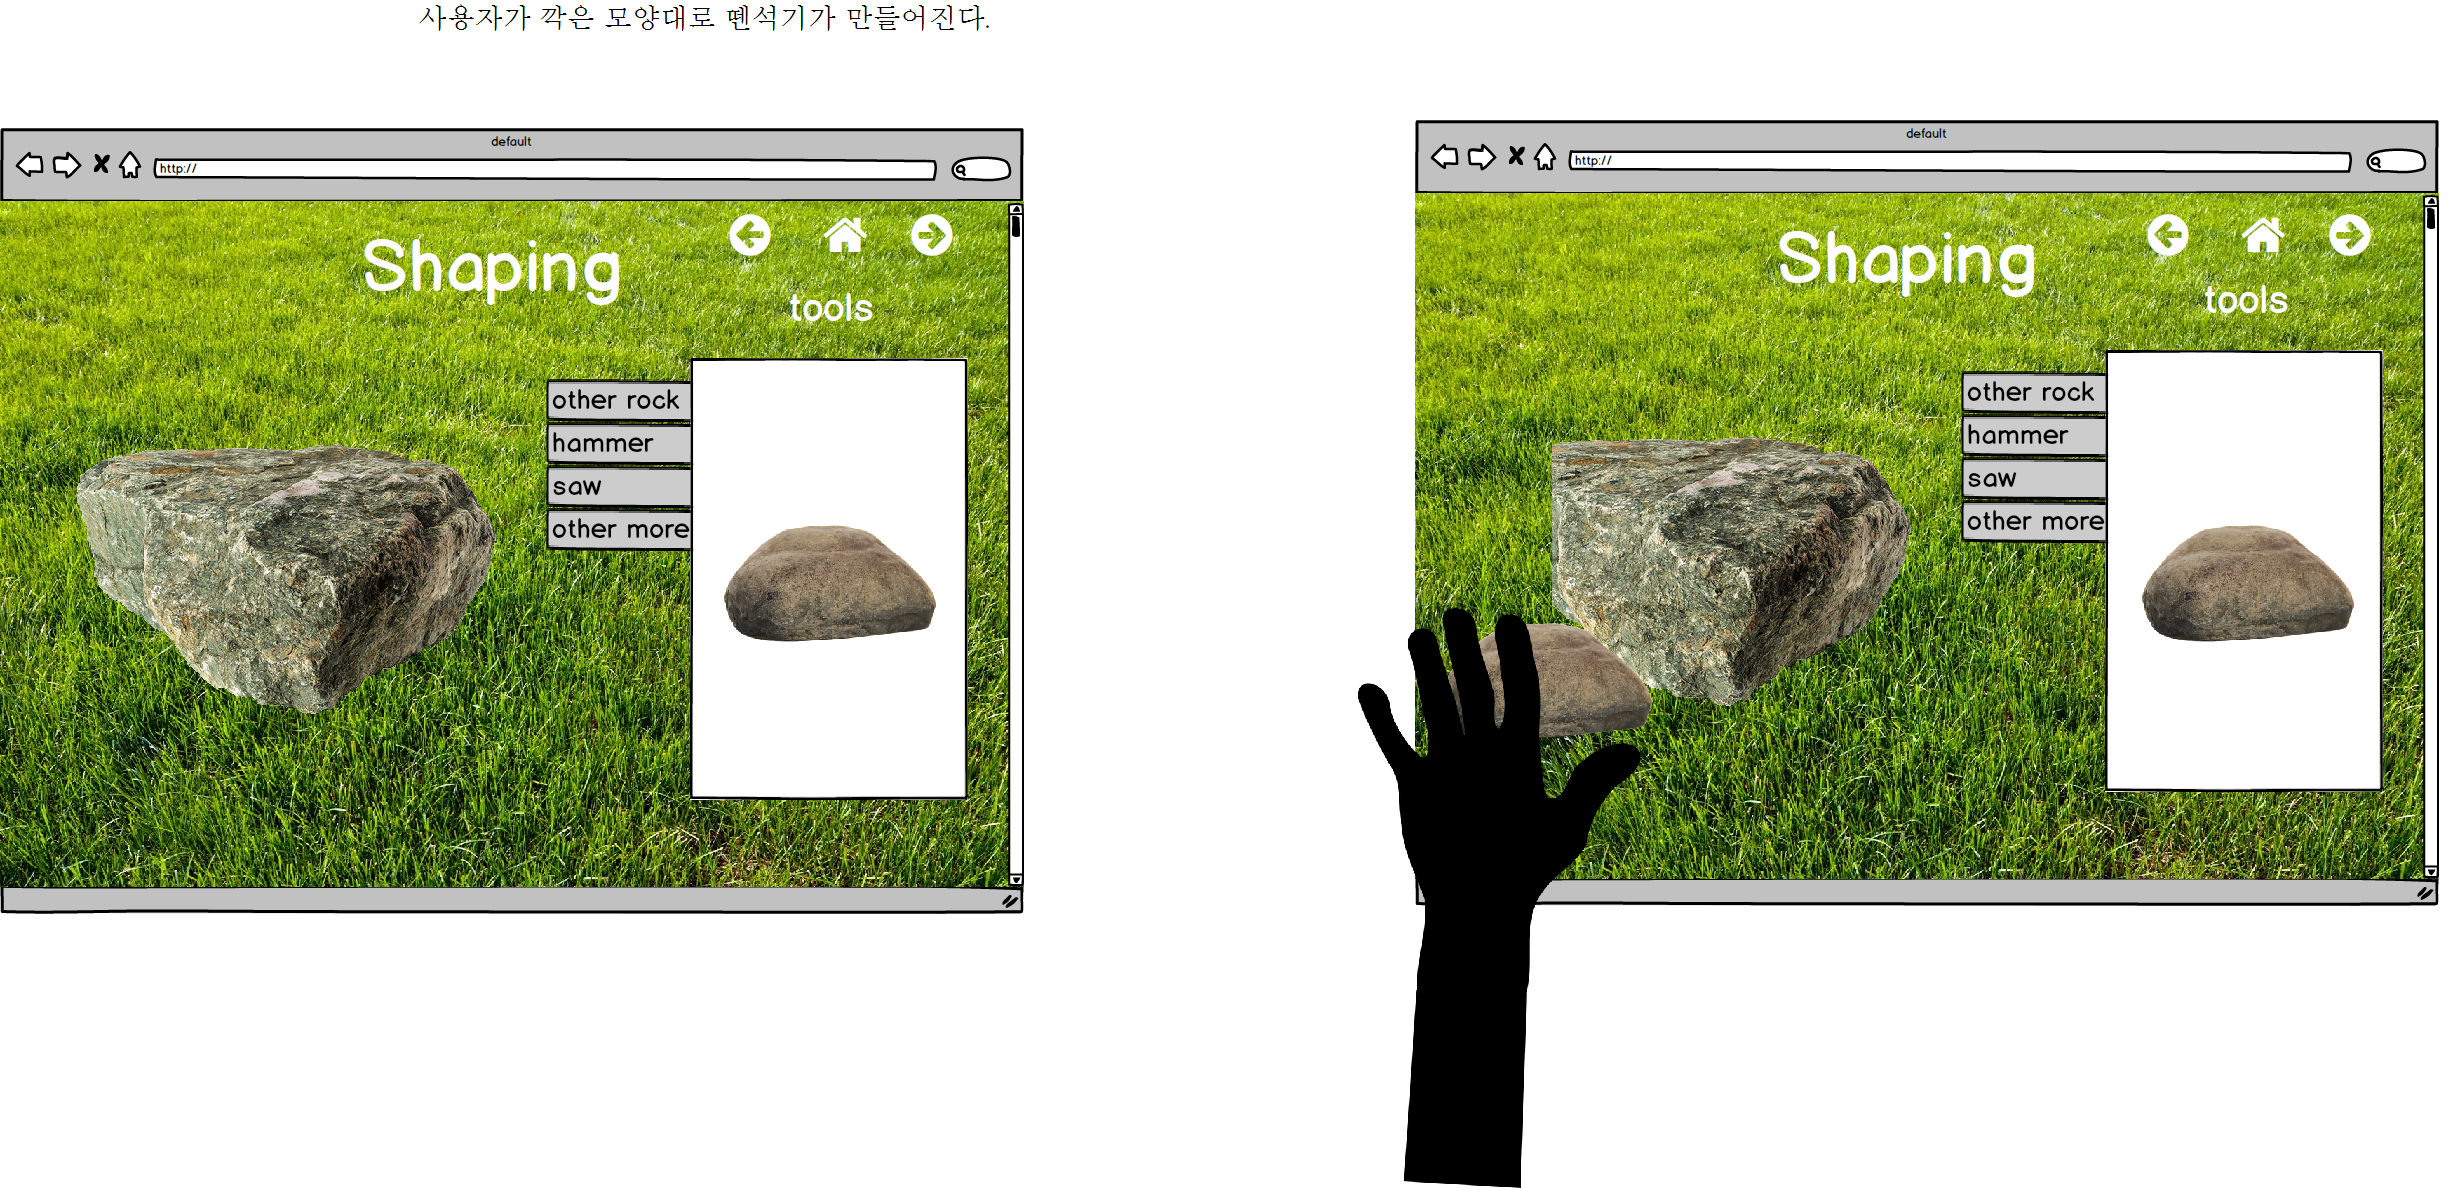 사용자가 깍은 모양대로 뗀석기가 만들어진다.
default
http://
Shaping
tools
other rock
hammer
saw
other more
default
http://
Shaping
tools
other rock
hammer
saw
other more